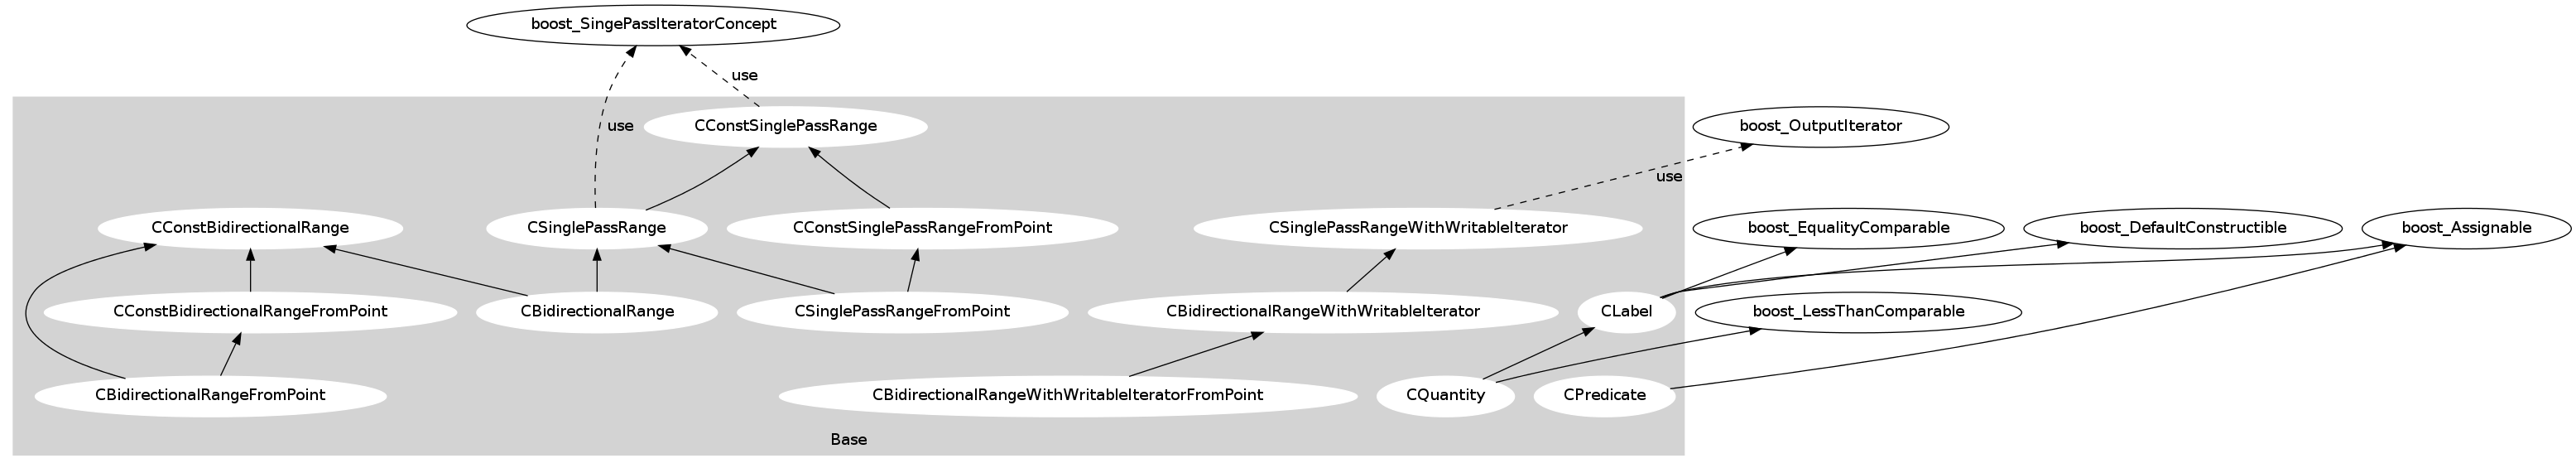 boost_SingePassIteratorConcept
use
CConstSinglePassRange
use
boost_OutputIterator
use
CConstBidirectionalRange
CSinglePassRange
CConstSinglePassRangeFromPoint
CSinglePassRangeWithWritableIterator
boost_EqualityComparable
boost_DefaultConstructible
boost_Assignable
CConstBidirectionalRangeFromPoint
CBidirectionalRange
CSinglePassRangeFromPoint
CBidirectionalRangeWithWritableIterator
CLabel
boost_LessThanComparable
CBidirectionalRangeFromPoint
CBidirectionalRangeWithWritableIteratorFromPoint
CQuantity
CPredicate
Base